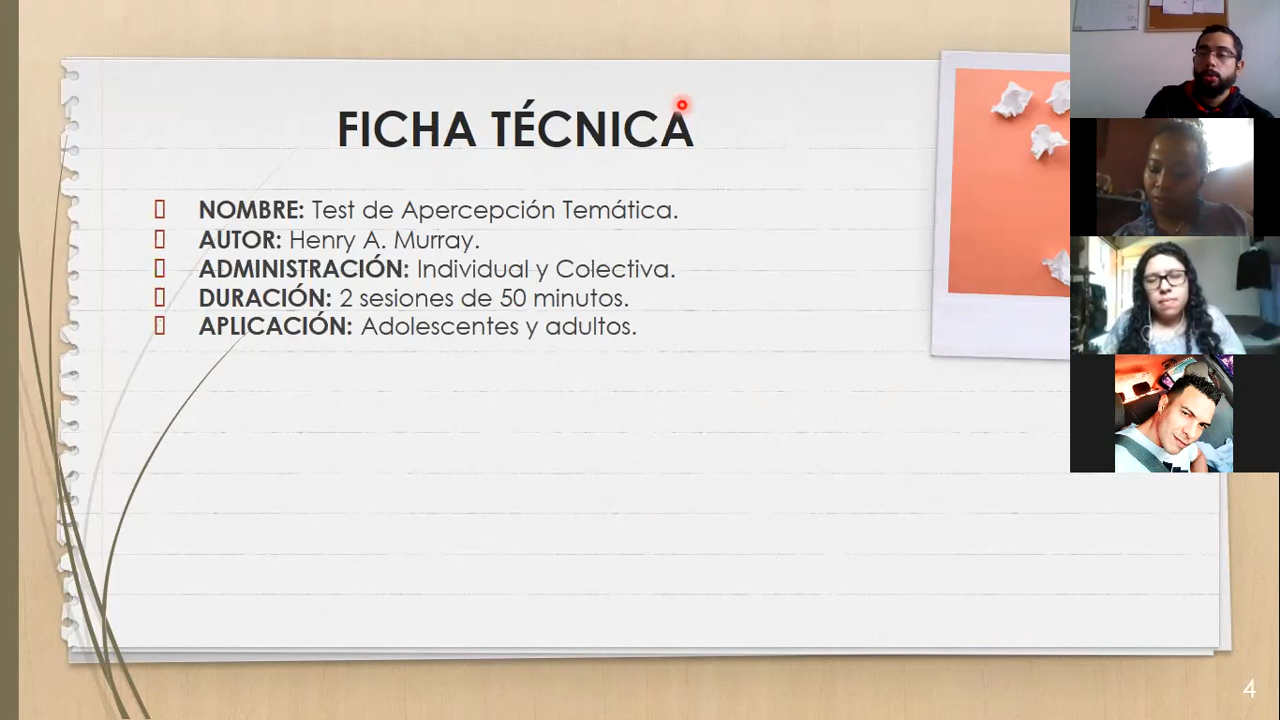 FICHA TÉCNICA
NOMBRE: Test de Apercepción Temática.
AUTOR: Henry A. Murray.
ADMINISTRACIÓN: Individual y Colectiva.
DURACIÓN: 2 sesiones de 50 minutos.
APLICACIÓN: Adolescentes y adultos.
4